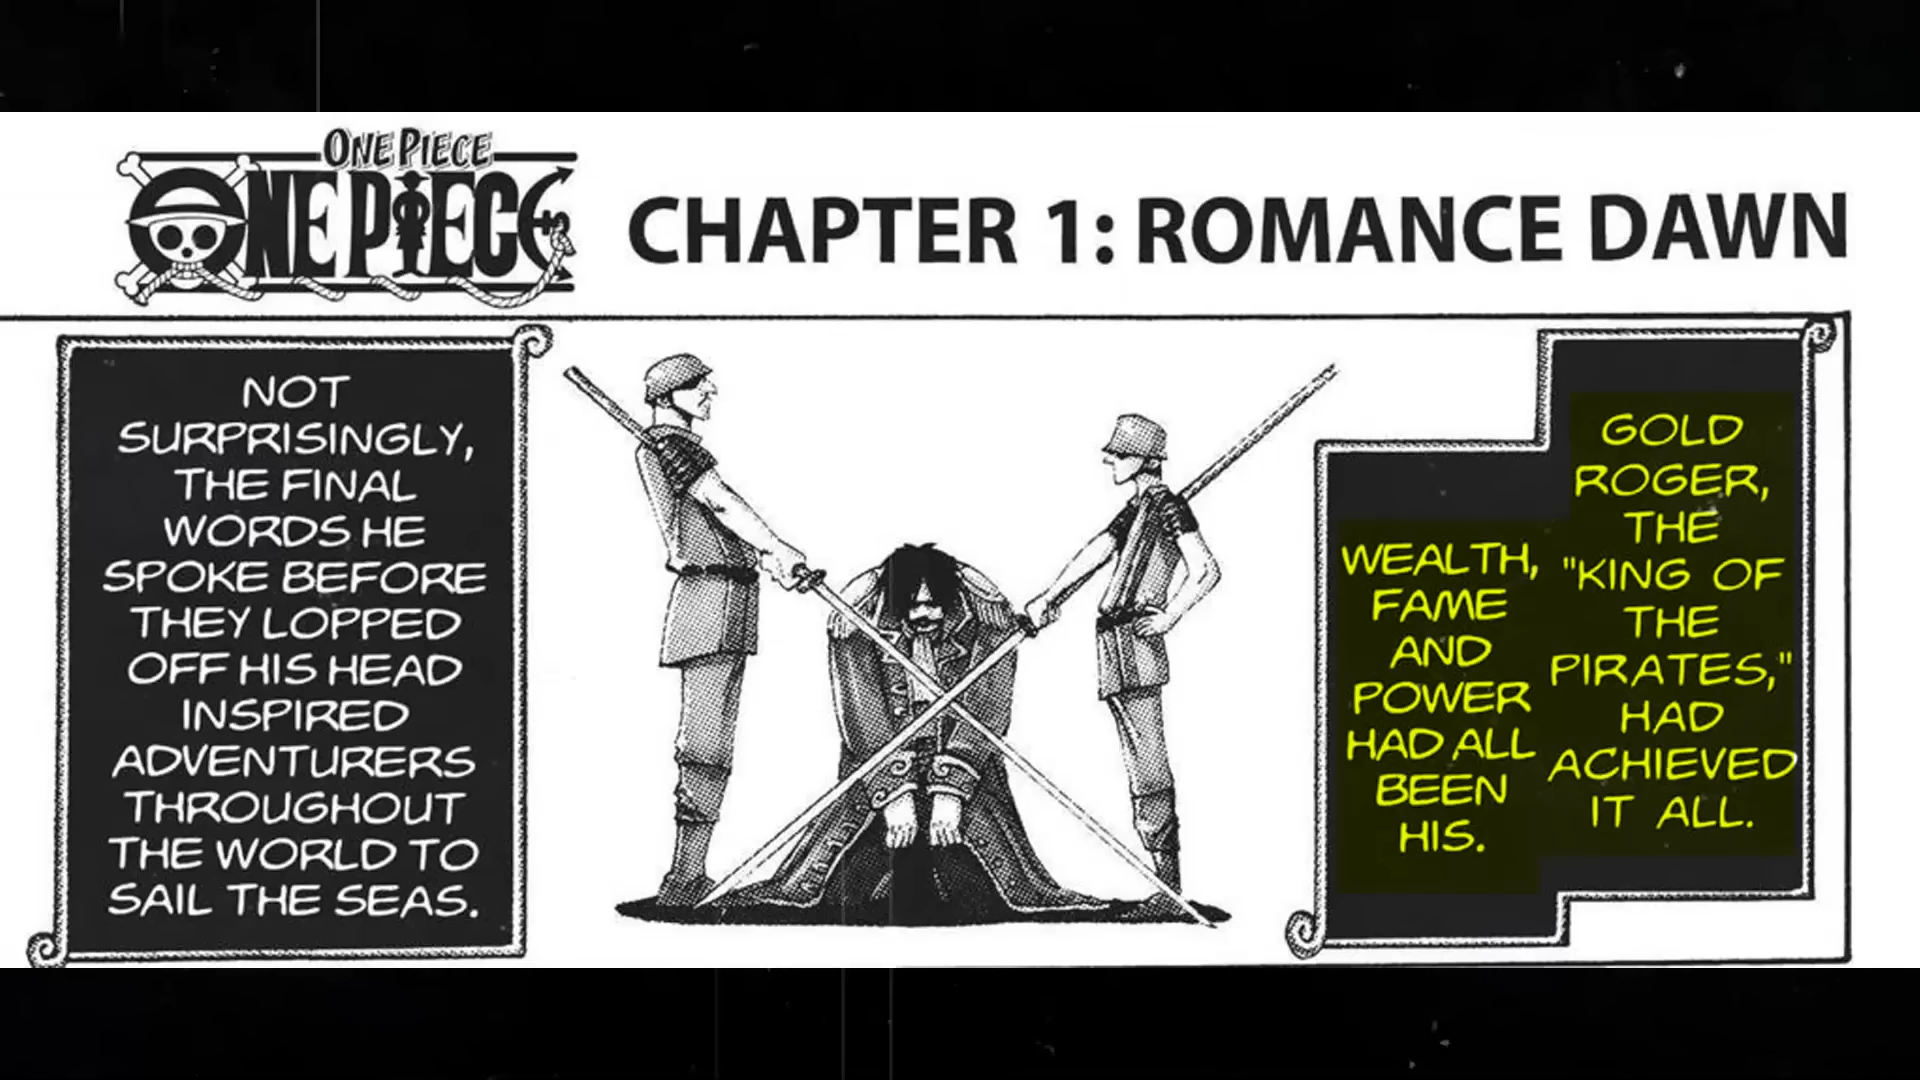 ONE PIECE
ONE PIECE
CHAPTER 1: ROMANCE DAWN
GOLD
ROGER,
THE
"KING OF
THE
PIRATES,"
HAD
ACHIEVED
IT ALL.
WEALTH,
FAME
AND
POWER
HAD ALL
BEEN
HIS.
NOT
SURPRISINGLY,
THE FINAL
WORDS HE
SPOKE BEFORE
THEY LOPPED
OFF HIS HEAD
INSPIRED
ADVENTURERS
THROUGHOUT
THE WORLD TO
SAIL THE SEAS.